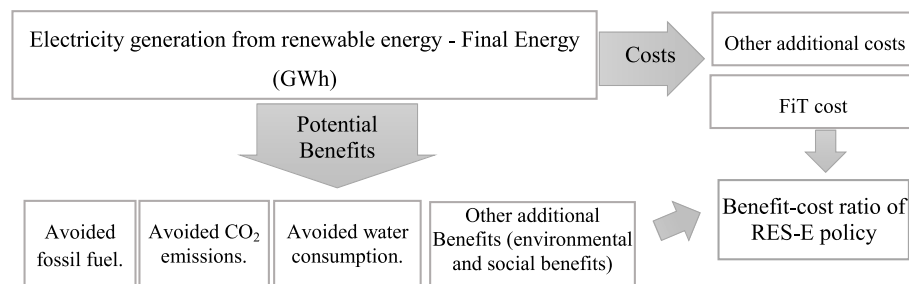 Electricity generation from renewable energy - Final Energy
(GWh)
Costs
Other additional costs
FiT cost
Potential
Benefits
Avoided
fossil fuel.
Avoided CO₂
emissions.
Avoided water
consumption.
Other additional
Benefits (environmental
and social benefits)
Benefit-cost ratio of
RES-E policy